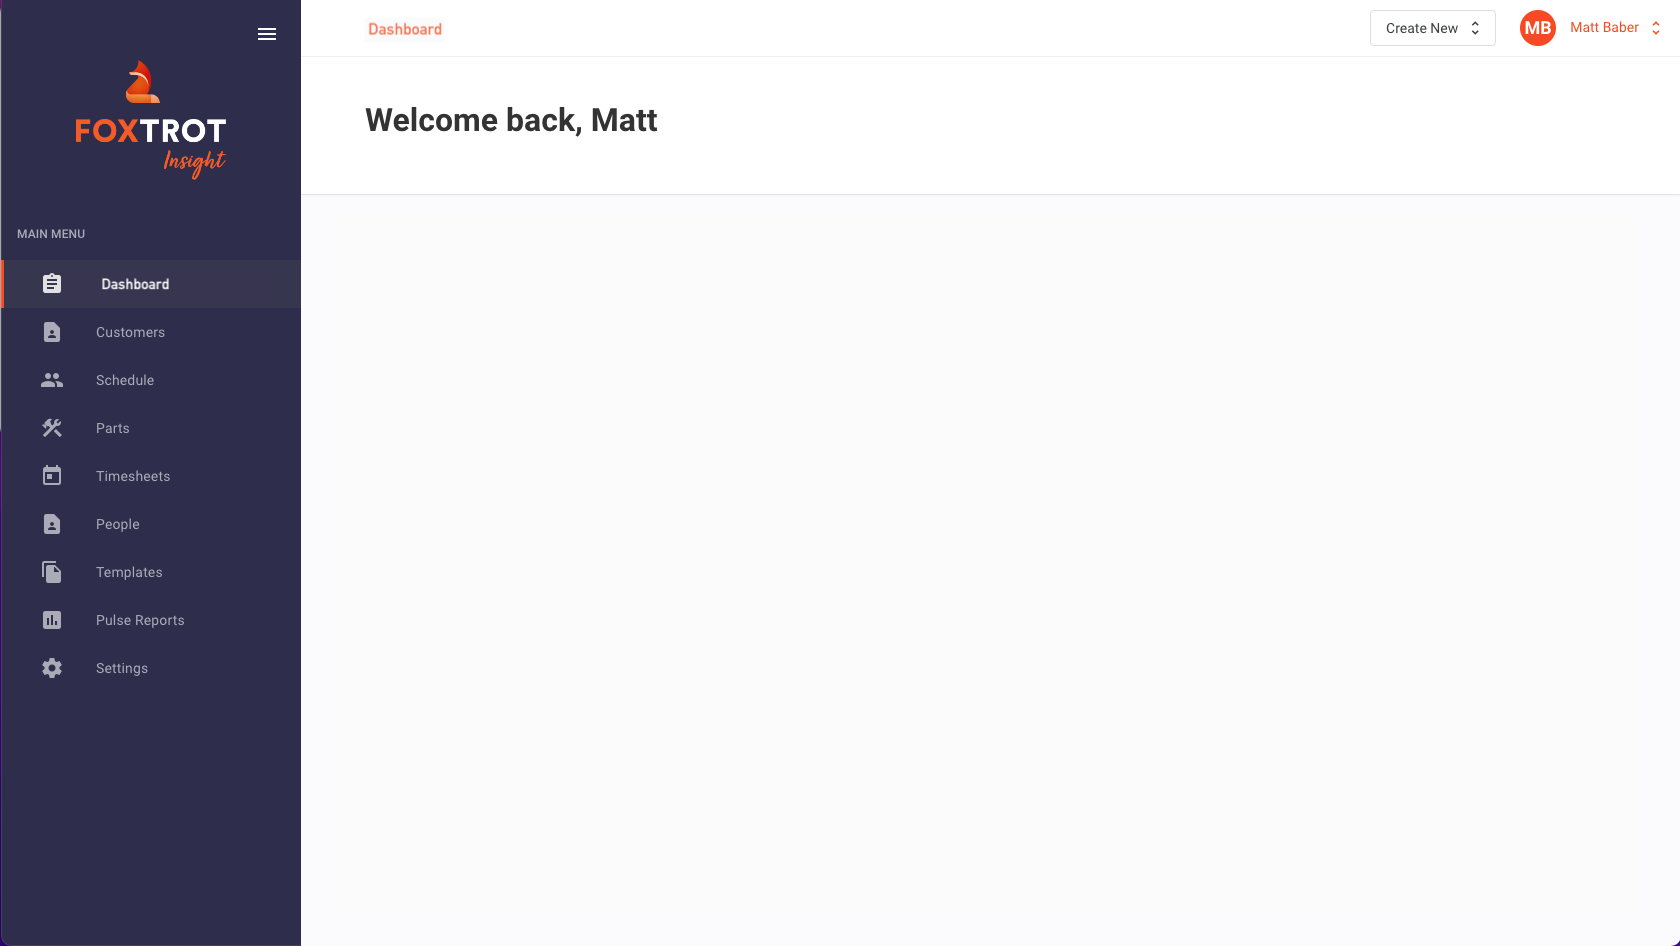 Dashboard
Create New
MB
Matt Baber
FOXTROT
Insight
Welcome back, Matt
MAIN MENU
Dashboard
Customers
Schedule
Parts
Timesheets
People
Templates
Pulse Reports
Settings